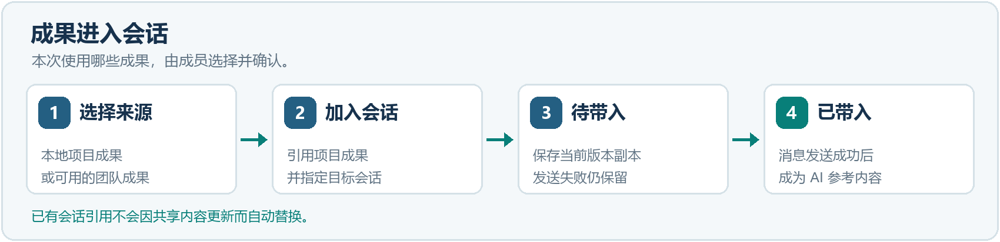 成果进入会话
本次使用哪些成果，由成员选择并确认。
1 选择来源
本地项目成果
或可用的团队成果
2 加入会话
引用项目成果
并指定目标会话
3 待带入
保存当前版本副本
发送失败仍保留
4 已带入
消息发送成功后
成为 AI 参考内容
已有会话引用不会因共享内容更新而自动替换。